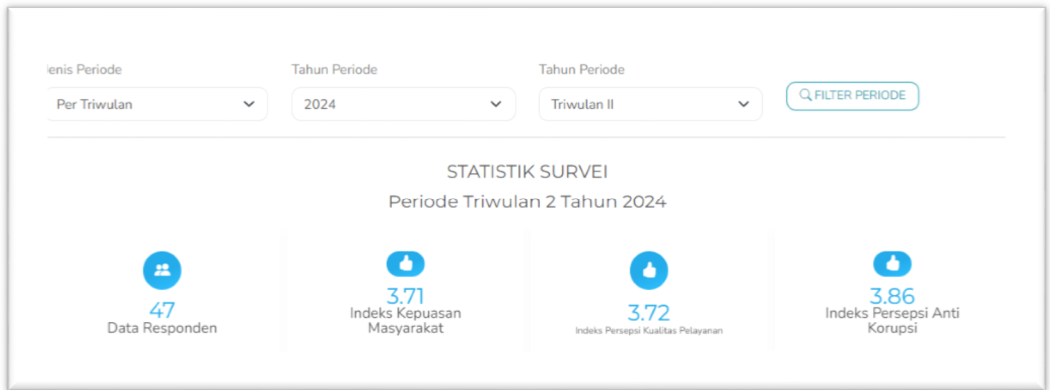 enis Periode
Tahun Periode
Tahun Periode
Per Triwulan
2024
Triwulan II
FILTER PERIODE
STATISTIK SURVEI
Periode Triwulan 2 Tahun 2024
47
Data Responden
3.71
Indeks Kepuasan
Masyarakat
3.72
Indeks Persepsi Kualitas Pelayanan
3.86
Indeks Persepsi Anti
Korupsi